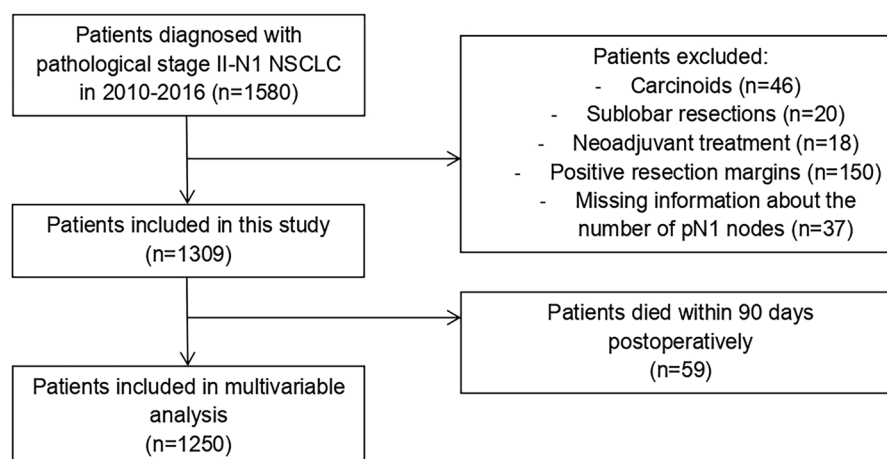 Patients diagnosed with
pathological stage II-N1 NSCLC
in 2010-2016 (n=1580)
Patients excluded:
- Carcinoids (n=46)
- Sublobar resections (n=20)
- Neoadjuvant treatment (n=18)
- Positive resection margins (n=150)
- Missing information about the
number of pN1 nodes (n=37)
Patients included in this study
(n=1309)
Patients died within 90 days
postoperatively
(n=59)
Patients included in multivariable
analysis
(n=1250)